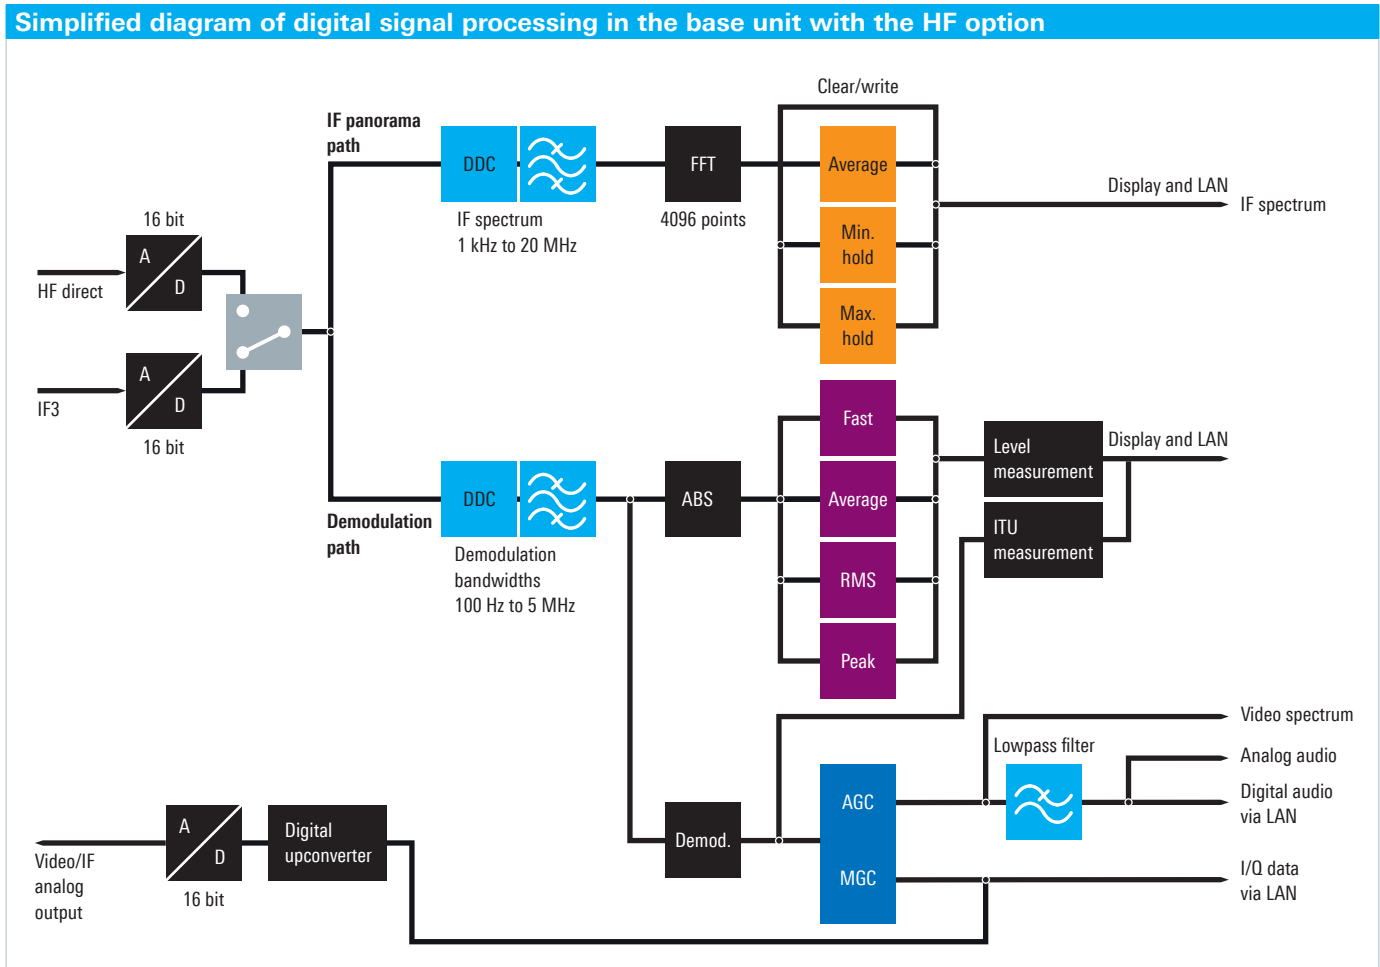 Simplified diagram of digital signal processing in the base unit with the HF option
Clear/write
IF panorama
path
DDC
FFT
Average
IF spectrum
1 kHz to 20 MHz
4096 points
Display and LAN
IF spectrum
Min.
hold
Max.
hold
16 bit
A
D
HF direct
A
D
IF3
16 bit
Fast
Average
RMS
Peak
Level
measurement
Display and LAN
ITU
measurement
DDC
ABS
Demodulation
path
Demodulation
bandwidths
100 Hz to 5 MHz
Video spectrum
Lowpass filter
Analog audio
AGC
Digital audio
via LAN
Demod.
MGC
I/Q data
via LAN
A
D
Digital
upconverter
Video/IF
analog
output
16 bit